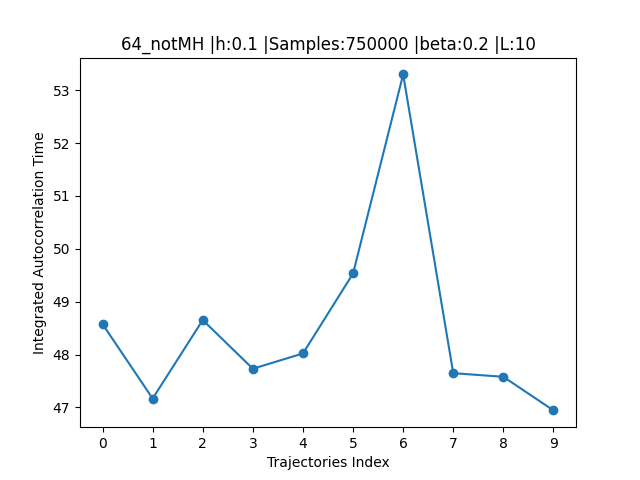 64_notMH |h:0.1 |Samples:750000 |beta:0.2 |L:10
Integrated Autocorrelation Time
53
52
51
50
49
48
47
0 1 2 3 4 5 6 7 8 9
Trajectories Index